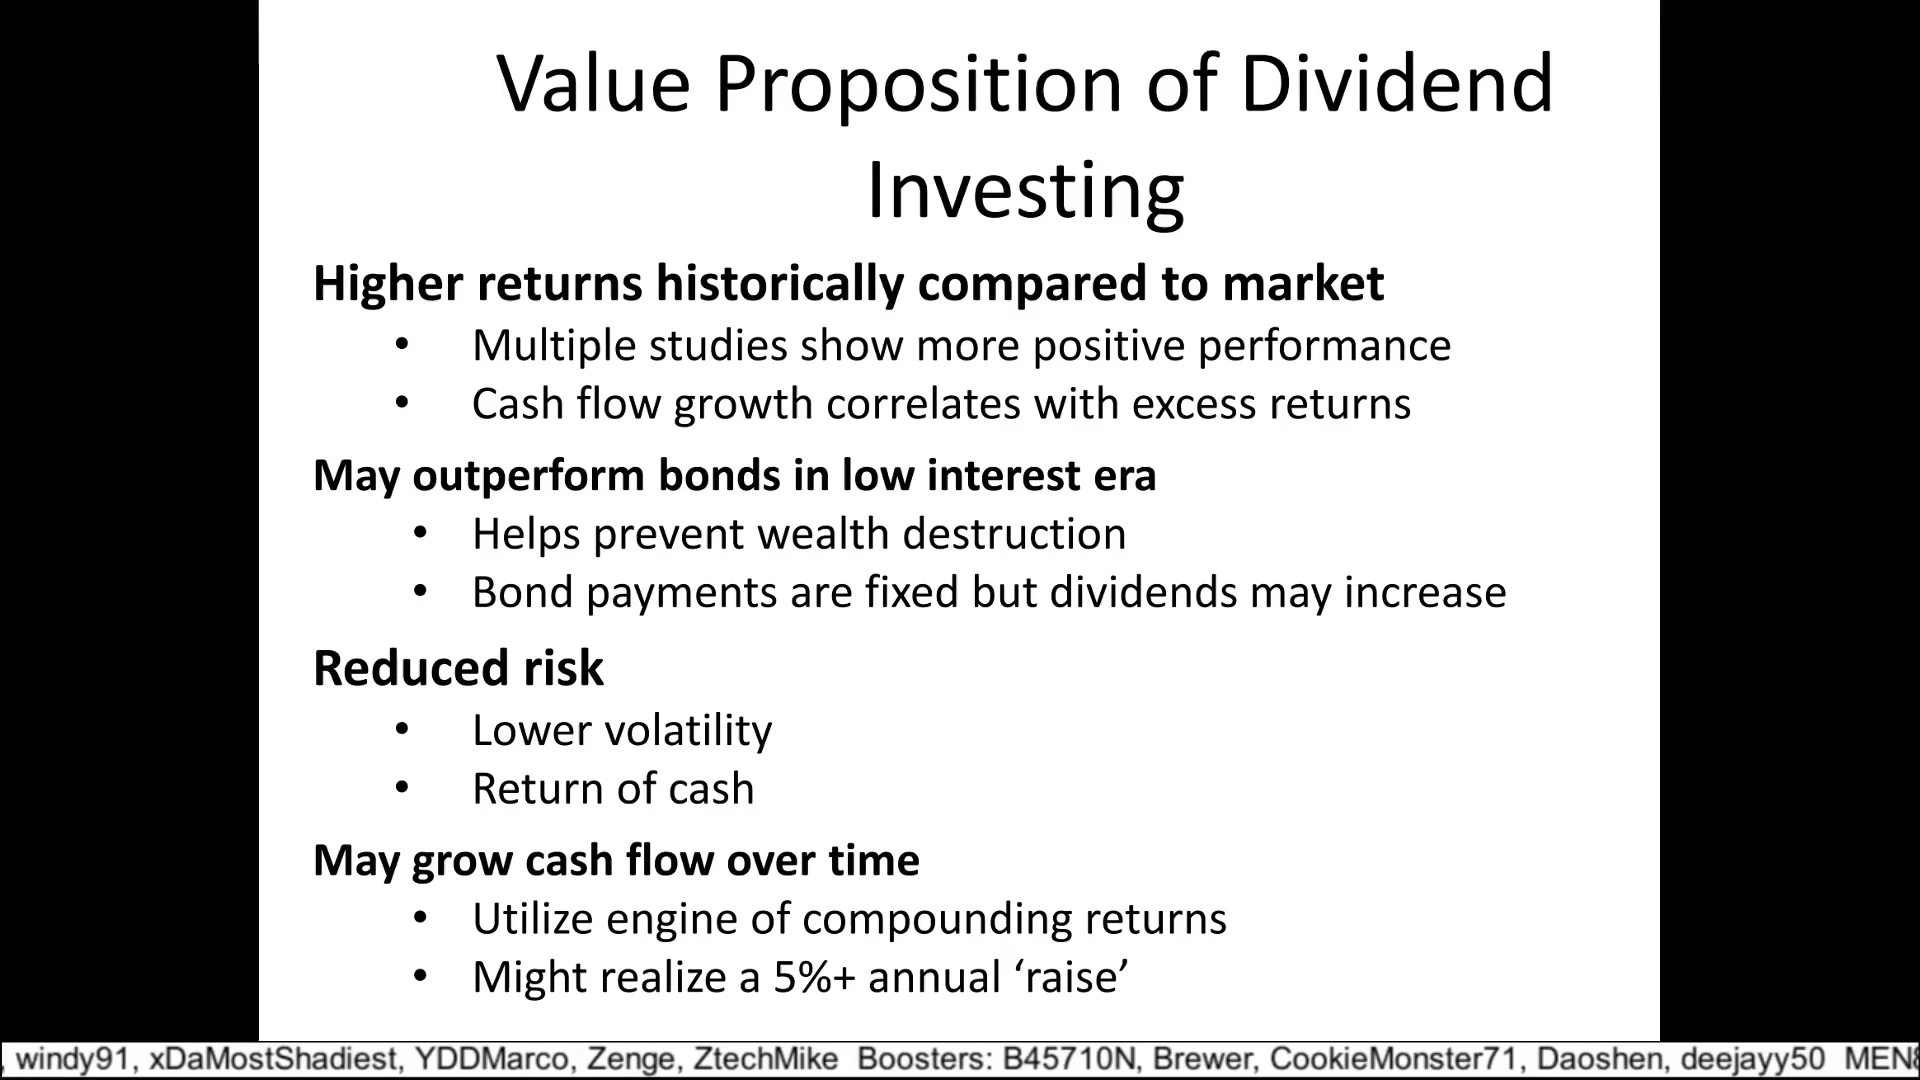 Value Proposition of Dividend
Investing
Higher returns historically compared to market
• Multiple studies show more positive performance
• Cash flow growth correlates with excess returns
May outperform bonds in low interest era
• Helps prevent wealth destruction
• Bond payments are fixed but dividends may increase
Reduced risk
• Lower volatility
• Return of cash
May grow cash flow over time
• Utilize engine of compounding returns
• Might realize a 5%+ annual ‘raise’
, windy91, xDaMostShadiest, YDDMarco, Zenge, ZtechMike Boosters: B45710N, Brewer, CookieMonster71, Daoshen, deejayy50